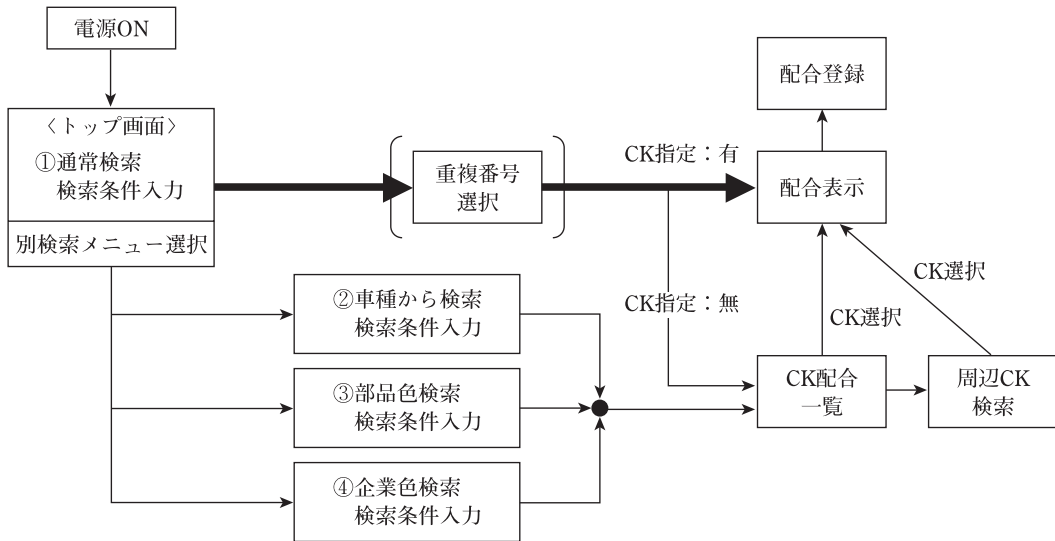 電源ON
〈トップ画面〉
①通常検索
検索条件入力
別検索メニュー選択
重複番号
選択
CK指定：有
配合登録
配合表示
②車種から検索
検索条件入力
CK指定：無
CK選択
CK選択
③部品色検索
検索条件入力
CK配合
一覧
周辺CK
検索
④企業色検索
検索条件入力